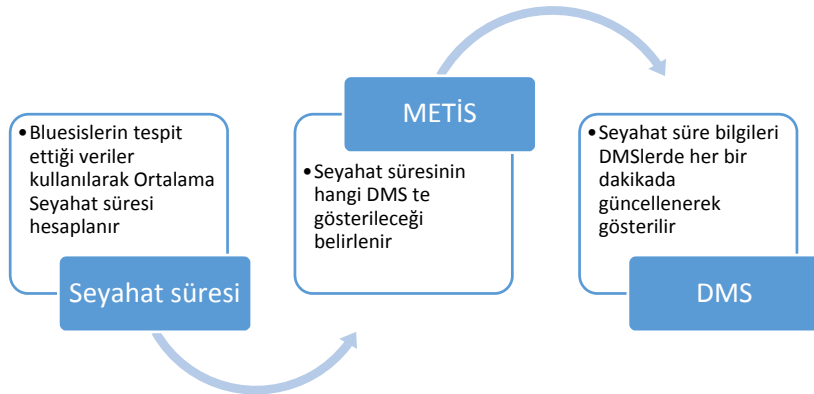 •Bluesislerin tespit
ettiği veriler
kullanılarak Ortalama
Seyahat süresi
hesaplanır
Seyahat süresi
METİS
•Seyahat süresinin
hangi DMS te
gösterileceği
belirlenir
•Seyahat süre bilgileri
DMSlerde her bir
dakikada
güncellenerek
gösterilir
DMS